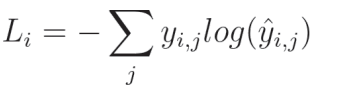 L_i = -\sum_j y_{i,j} log(\hat{y}_{i,j})